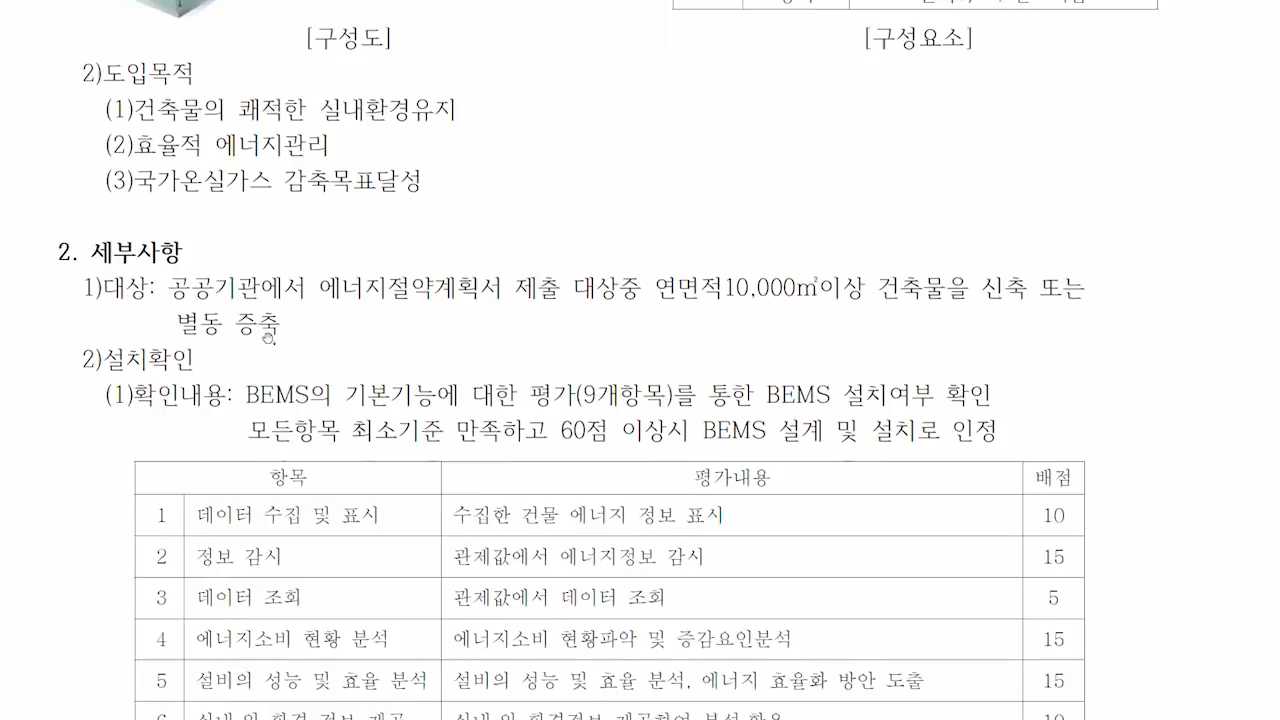 [구성도]
[구성요소]
2)도입목적
(1)건축물의 쾌적한 실내환경유지
(2)효율적 에너지관리
(3)국가온실가스 감축목표달성
2. 세부사항
1)대상: 공공기관에서 에너지절약계획서 제출 대상중 연면적10,000㎡이상 건축물을 신축 또는
별동 증축
2)설치확인
(1)확인내용: BEMS의 기본기능에 대한 평가(9개항목)를 통한 BEMS 설치여부 확인
모든항목 최소기준 만족하고 60점 이상시 BEMS 설계 및 설치로 인정
항목 평가내용 배점
1 데이터 수집 및 표시 수집한 건물 에너지 정보 표시 10
2 정보 감시 관제값에서 에너지정보 감시 15
3 데이터 조회 관제값에서 데이터 조회 5
4 에너지소비 현황 분석 에너지소비 현황파악 및 증감요인분석 15
5 설비의 성능 및 효율 분석 설비의 성능 및 효율 분석, 에너지 효율화 방안 도출 15